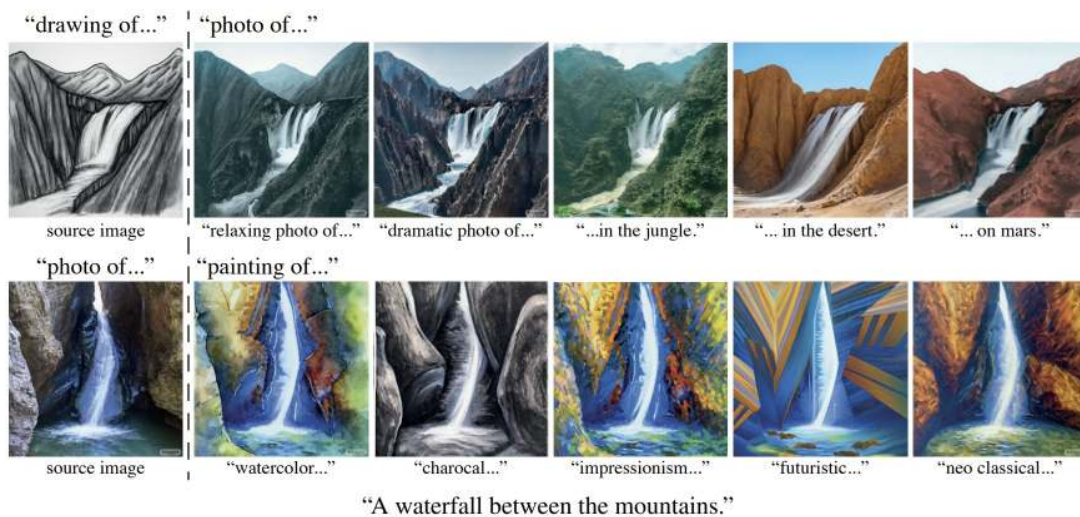 “drawing of...” “photo of...”
source image “relaxing photo of...” “dramatic photo of...” “...in the jungle.” “... in the desert.” “... on mars.”
“photo of...” “painting of...”
source image “watercolor...” “charocal...” “impressionism...” “futuristic...” “neo classical...”
“A waterfall between the mountains.”